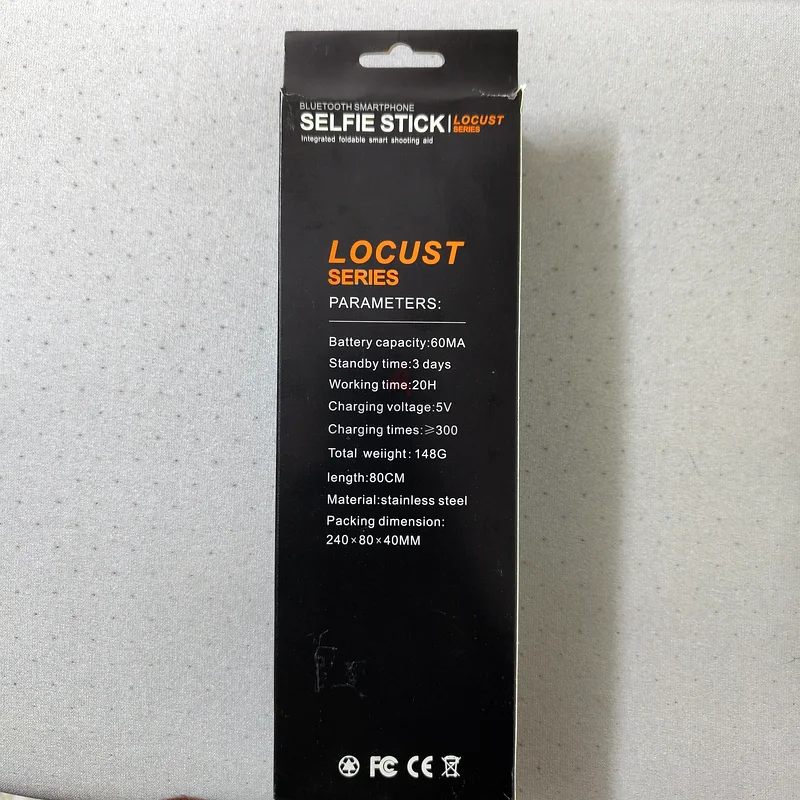 BLUETOOTH SMARTPHONE
SELFIE STICK | LOCUST SERIES
Integrated foldable smart shooting aid
LOCUST
SERIES
PARAMETERS:
Battery capacity:60MA
Standby time:3 days
Working time:20H
Charging voltage:5V
Charging times:≥300
Total weiight: 148G
length:80CM
Material:stainless steel
Packing dimension:
240×80×40MM
FC CE